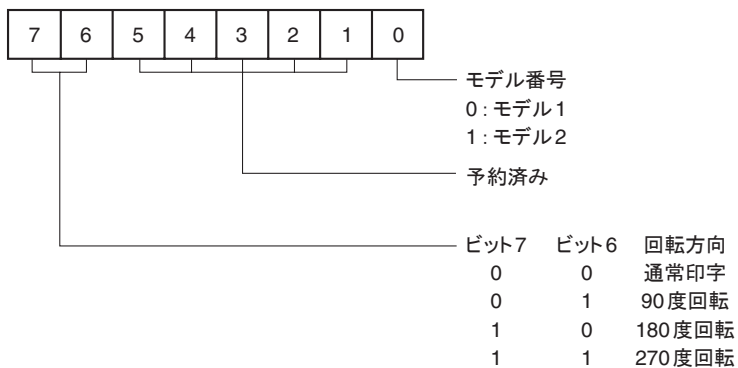 7 6 5 4 3 2 1 0
モデル番号
0 : モデル1
1 : モデル2
予約済み
ビット7 ビット6 回転方向
0 0 通常印字
0 1 90度回転
1 0 180度回転
1 1 270度回転